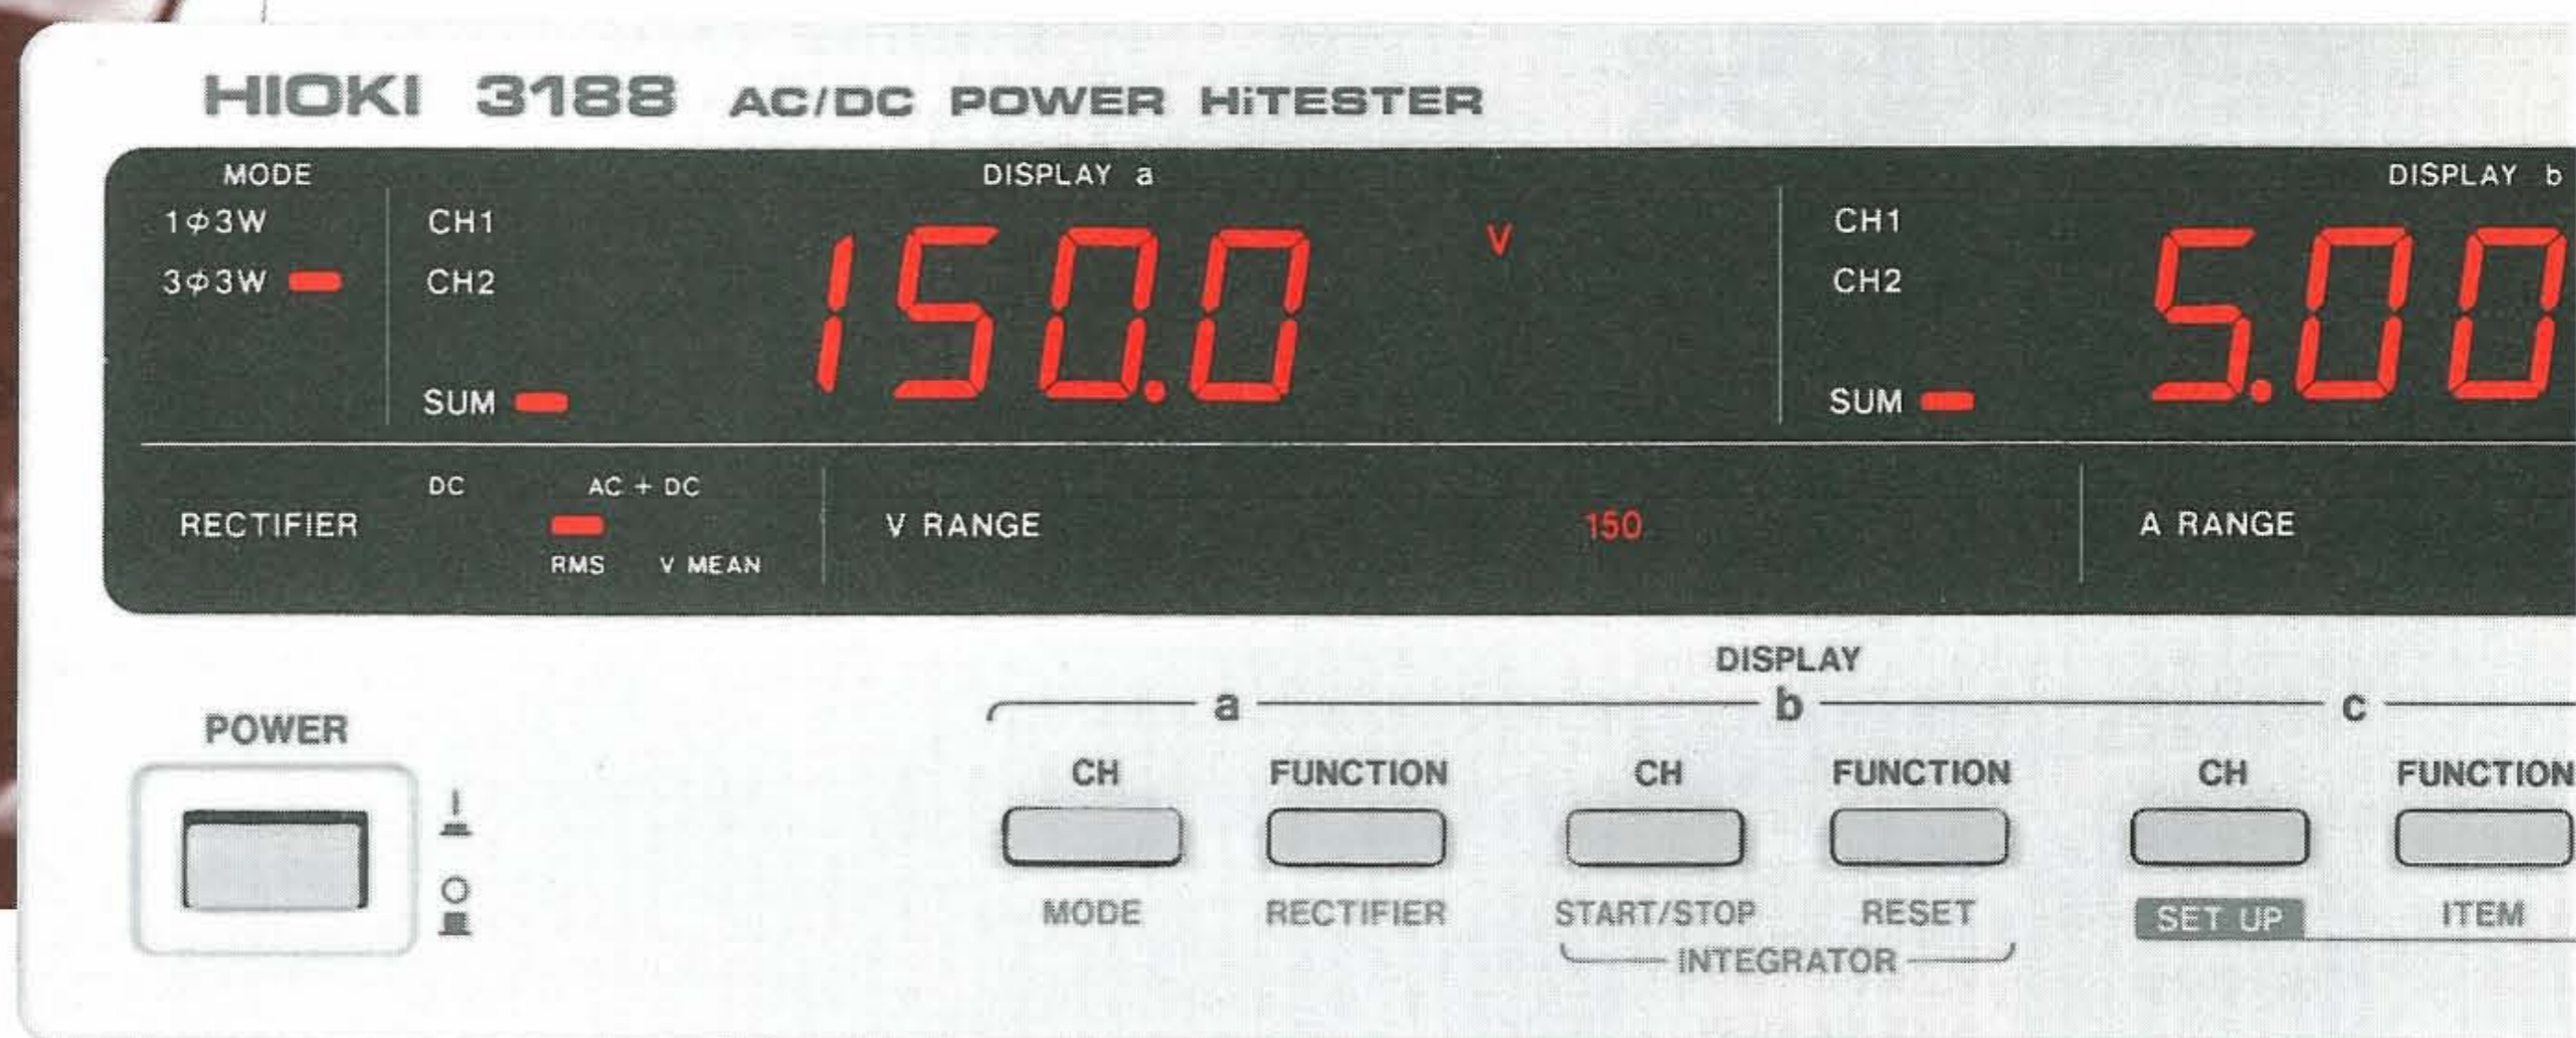 HIOKI 3188 AC/DC POWER HiTESTER
MODE
1ϕ3W
3ϕ3W
CH1
CH2
SUM
DISPLAY a
150.0
V
CH1
CH2
SUM
DISPLAY b
5.00
RECTIFIER
DC
AC + DC
RMS V MEAN
V RANGE
150
A RANGE
POWER
DISPLAY
a b c
CH FUNCTION CH FUNCTION CH FUNCTION
MODE RECTIFIER START/STOP RESET SET UP ITEM
INTEGRATOR